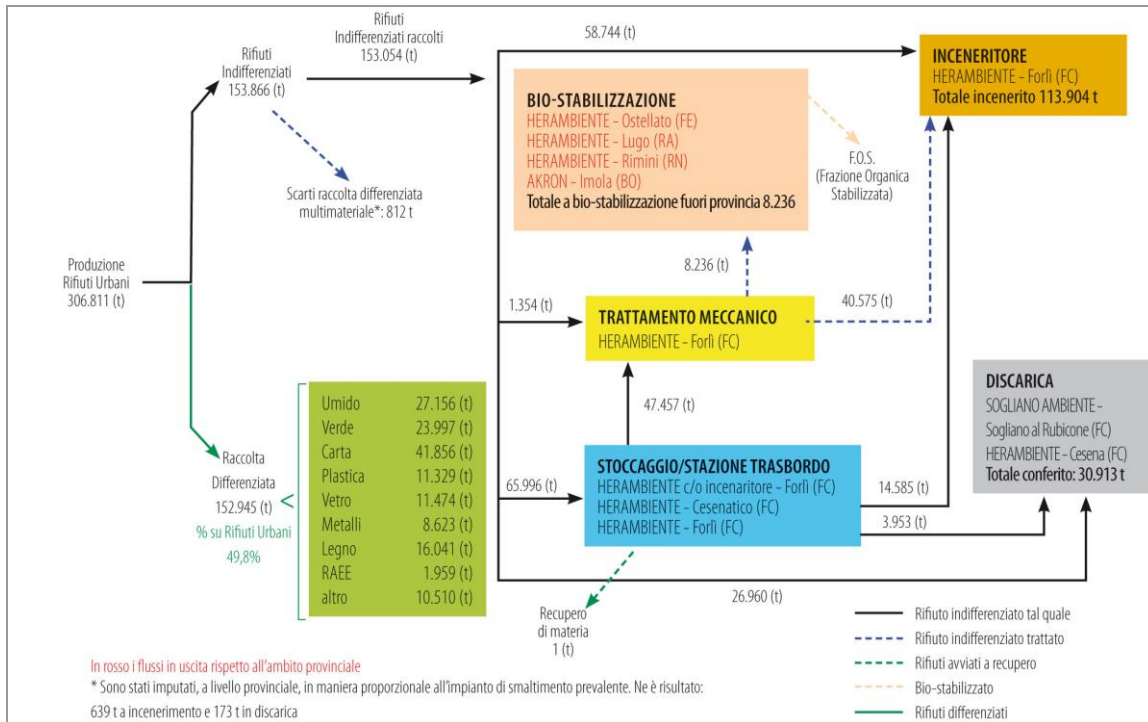 Rifiuti
Indifferenziati raccolti
153.054 (t)
58.744 (t)
Rifiuti
Indifferenziati
153.866 (t)
INCENERITORE
HERAMBIENTE - Forlì (FC)
Totale incenerito 113.904 t
BIO-STABILIZZAZIONE
HERAMBIENTE - Ostellato (FE)
HERAMBIENTE - Lugo (RA)
HERAMBIENTE - Rimini (RN)
AKRON - Imola (BO)
Totale a bio-stabilizzazione fuori provincia 8.236
F.O.S.
(Frazione Organica
Stabilizzata)
Scarti raccolta differenziata
multimateriale*: 812 t
Produzione
Rifiuti Urbani
306.811 (t)
8.236 (t)
1.354 (t)
40.575 (t)
TRATTAMENTO MECCANICO
HERAMBIENTE - Forlì (FC)
47.457 (t)
DISCARICA
SOGLIANO AMBIENTE -
Sogliano al Rubicone (FC)
HERAMBIENTE - Cesena (FC)
Totale conferito: 30.913 t
Umido 27.156 (t)
Verde 23.997 (t)
Carta 41.856 (t)
Plastica 11.329 (t)
Vetro 11.474 (t)
Metalli 8.623 (t)
Legno 16.041 (t)
RAEE 1.959 (t)
altro 10.510 (t)
Raccolta
Differenziata
152.945 (t)
% su Rifiuti Urbani
49,8%
65.996 (t)
STOCCAGGIO/STAZIONE TRASBORDO
HERAMBIENTE c/o incenaritore - Forlì (FC)
HERAMBIENTE - Cesenatico (FC)
HERAMBIENTE - Forlì (FC)
14.585 (t)
3.953 (t)
26.960 (t)
Recupero
di materia
1 (t)
Rifiuto indifferenziato tal quale
Rifiuto indifferenziato trattato
Rifiuti avviati a recupero
Bio-stabilizzato
Rifiuti differenziati
In rosso i flussi in uscita rispetto all'ambito provinciale
* Sono stati imputati, a livello provinciale, in maniera proporzionale all'impianto di smaltimento prevalente. Ne è risultato:
639 t a incenerimento e 173 t in discarica